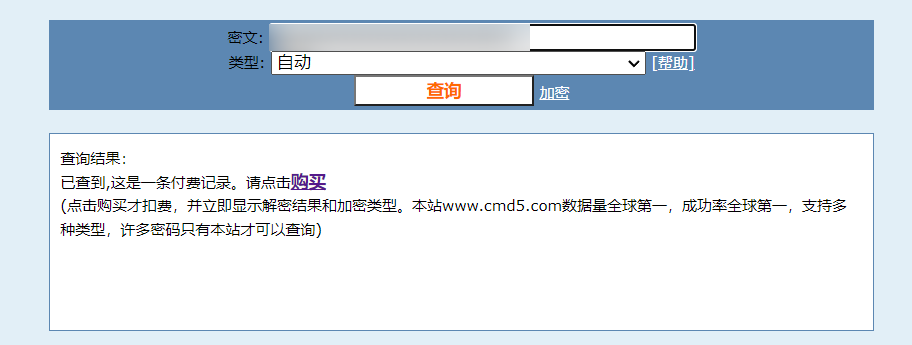 密文:
类型: 自动 [帮助]
查询 加密
查询结果:
已查到,这是一条付费记录。请点击购买
(点击购买才扣费，并立即显示解密结果和加密类型。本站www.cmd5.com数据量全球第一，成功率全球第一，支持多
种类型，许多密码只有本站才可以查询)